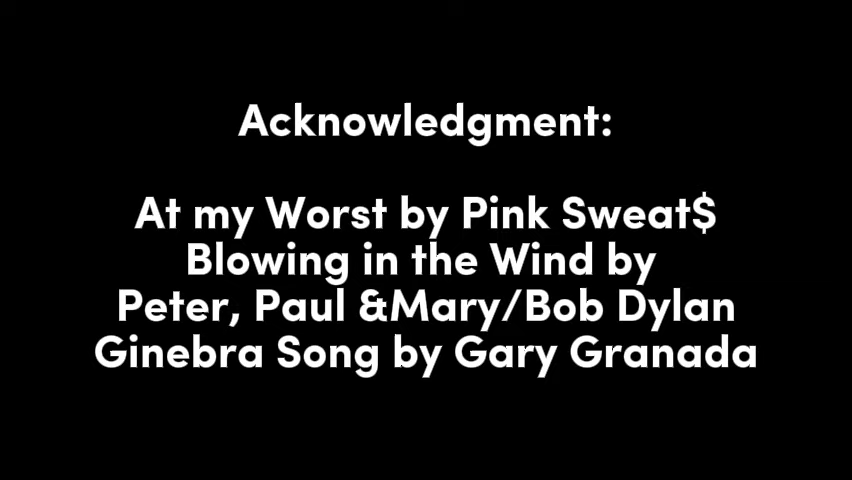 Acknowledgment:
At my Worst by Pink Sweat$
Blowing in the Wind by
Peter, Paul &Mary/Bob Dylan
Ginebra Song by Gary Granada